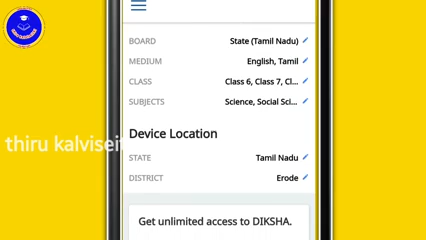 BOARD State (Tamil Nadu)
MEDIUM English, Tamil
CLASS Class 6, Class 7, Cl...
SUBJECTS Science, Social Sci...
Device Location
thiru kalviseit
STATE Tamil Nadu
DISTRICT Erode
Get unlimited access to DIKSHA.